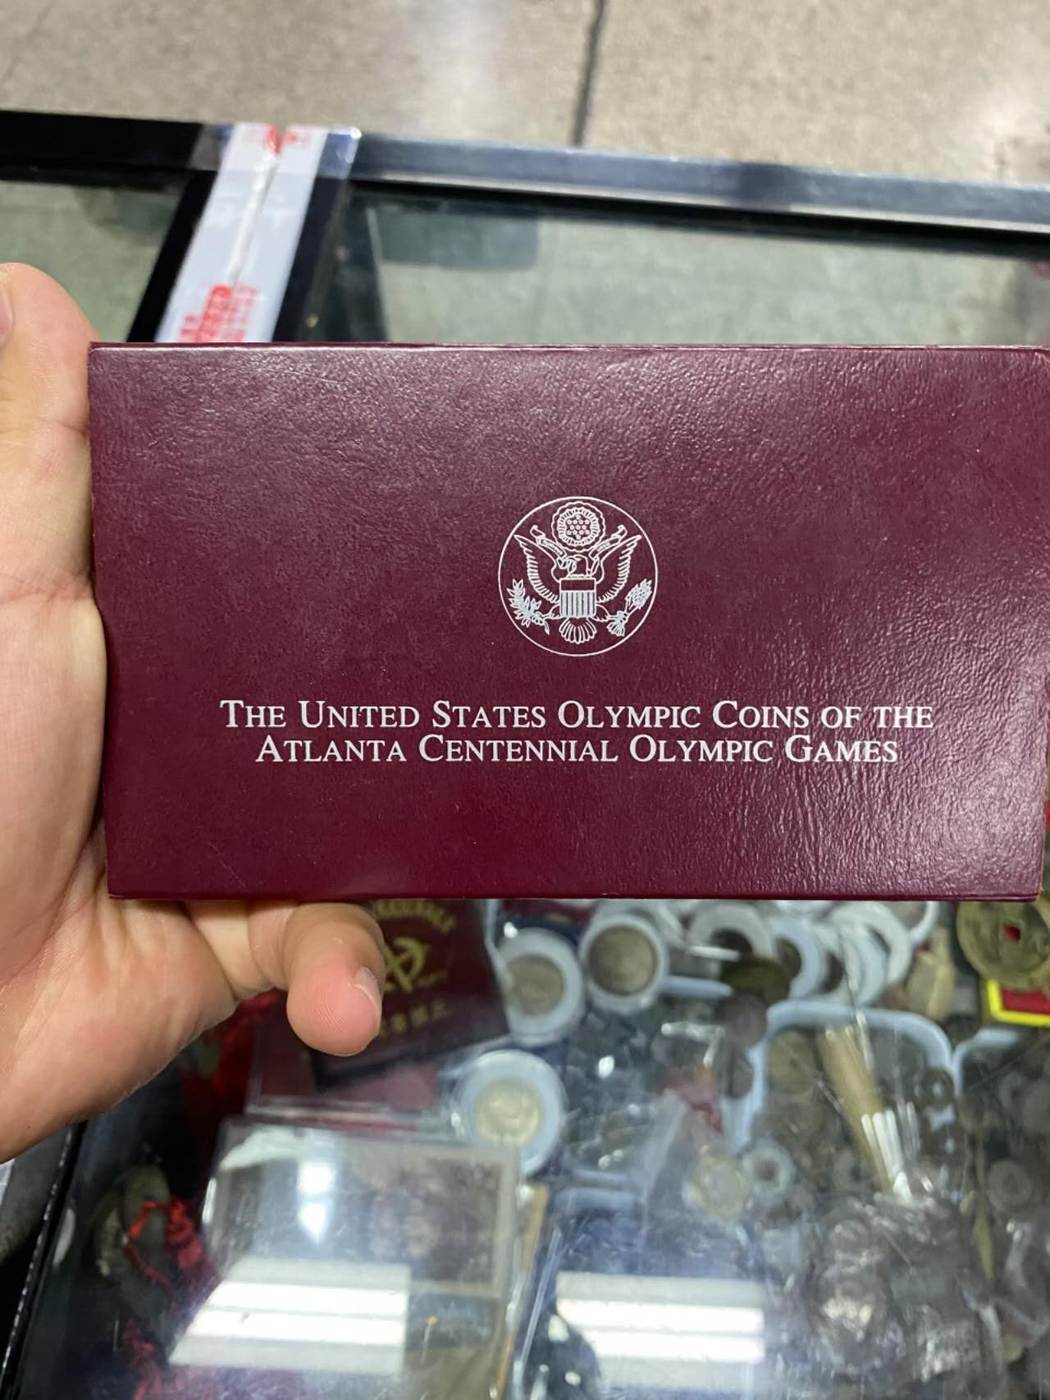 THE UNITED STATES OLYMPIC COINS OF THE
ATLANTA CENTENNIAL OLYMPIC GAMES